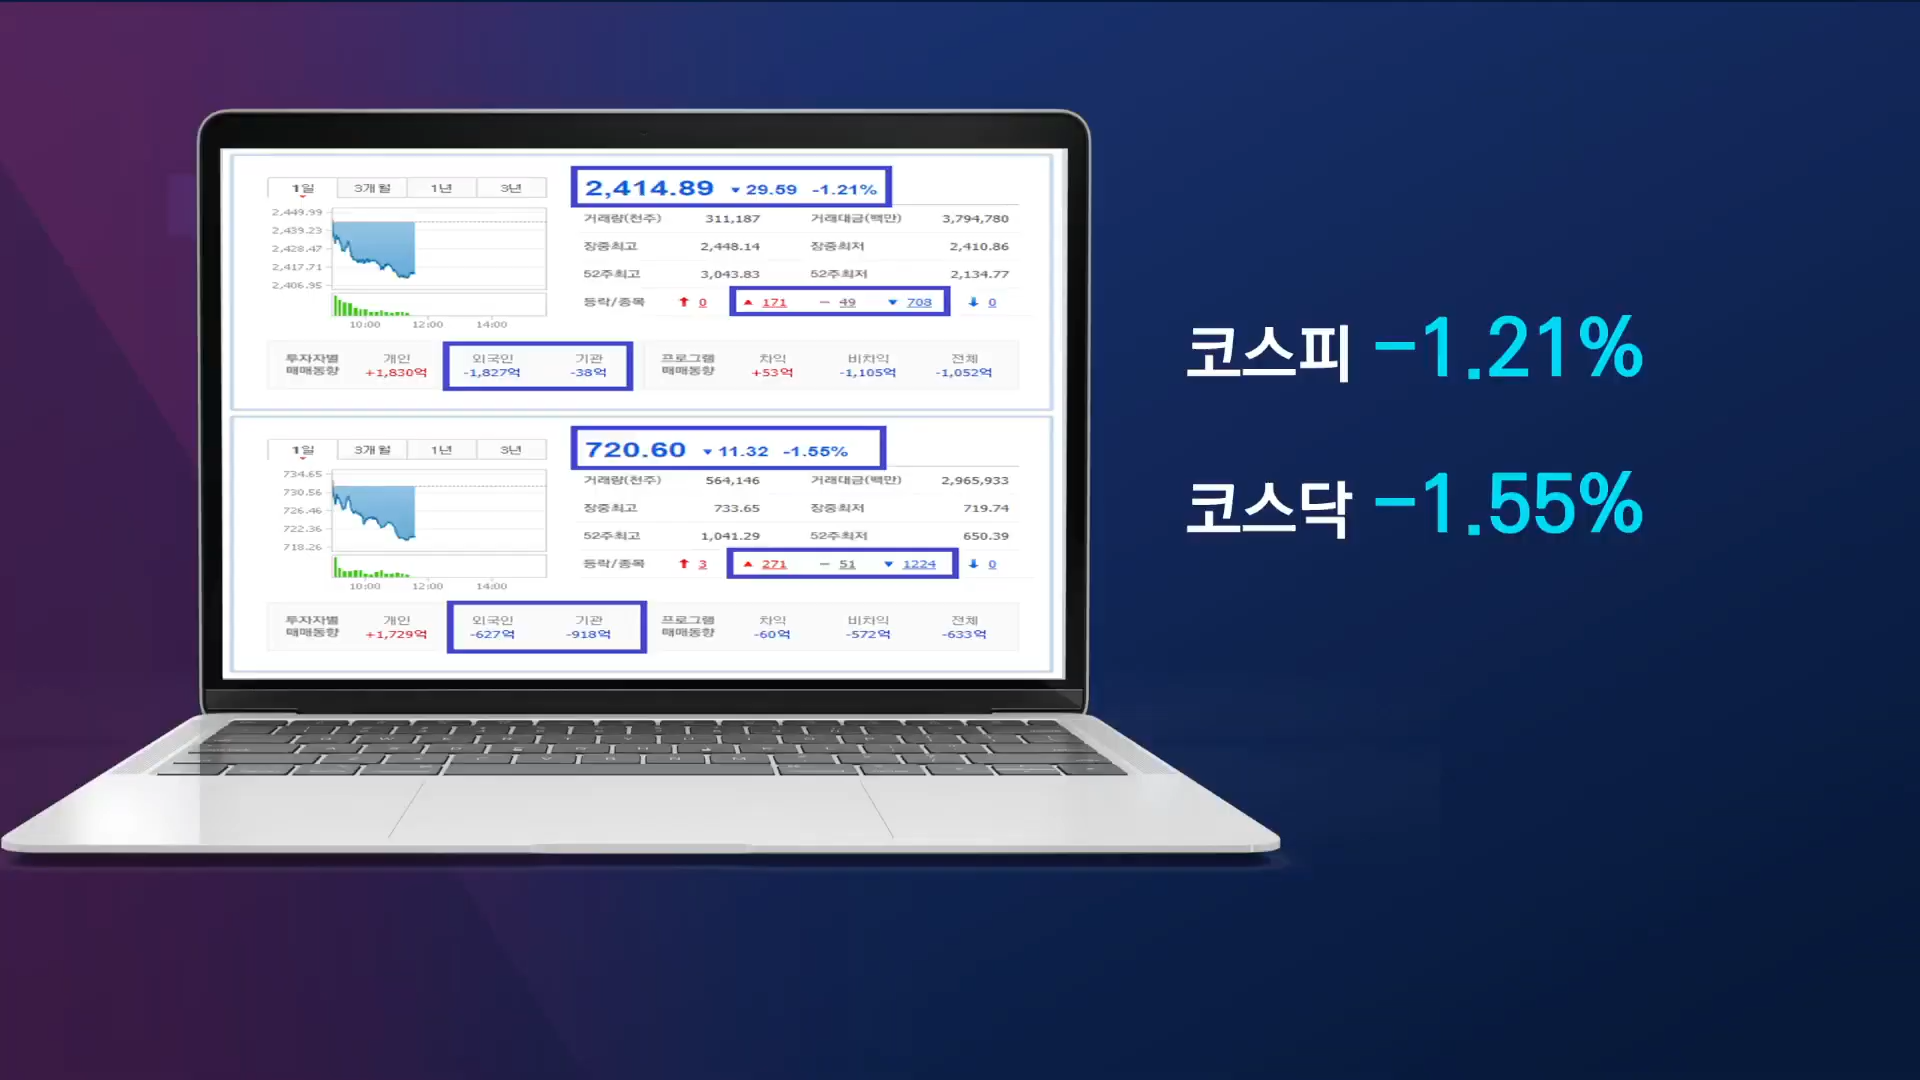 1일 3개월 1년 3년
2,414.89 ▼ 29.59 -1.21%
2,449.99
2,439.23
2,428.47
2,417.71
2,406.95
10:00 12:00 14:00
거래량(천주) 311,187 거래대금(백만) 3,794,780
장중최고 2,448.14 장중최저 2,410.86
52주최고 3,043.83 52주최저 2,134.77
등락/종목 ⬆ 0 ▲ 171 − 49 ▼ 708 ⬇ 0
투자자별 매매동향 개인 +1,830억 외국인 -1,827억 기관 -38억
프로그램 매매동향 차익 +53억 비차익 -1,105억 전체 -1,052억
1일 3개월 1년 3년
720.60 ▼ 11.32 -1.55%
734.65
730.56
726.46
722.36
718.26
10:00 12:00 14:00
거래량(천주) 564,146 거래대금(백만) 2,965,933
장중최고 733.65 장중최저 719.74
52주최고 1,041.29 52주최저 650.39
등락/종목 ⬆ 3 ▲ 271 − 51 ▼ 1224 ⬇ 0
투자자별 매매동향 개인 +1,729억 외국인 -627억 기관 -918억
프로그램 매매동향 차익 -60억 비차익 -572억 전체 -633억
코스피 -1.21%
코스닥 -1.55%